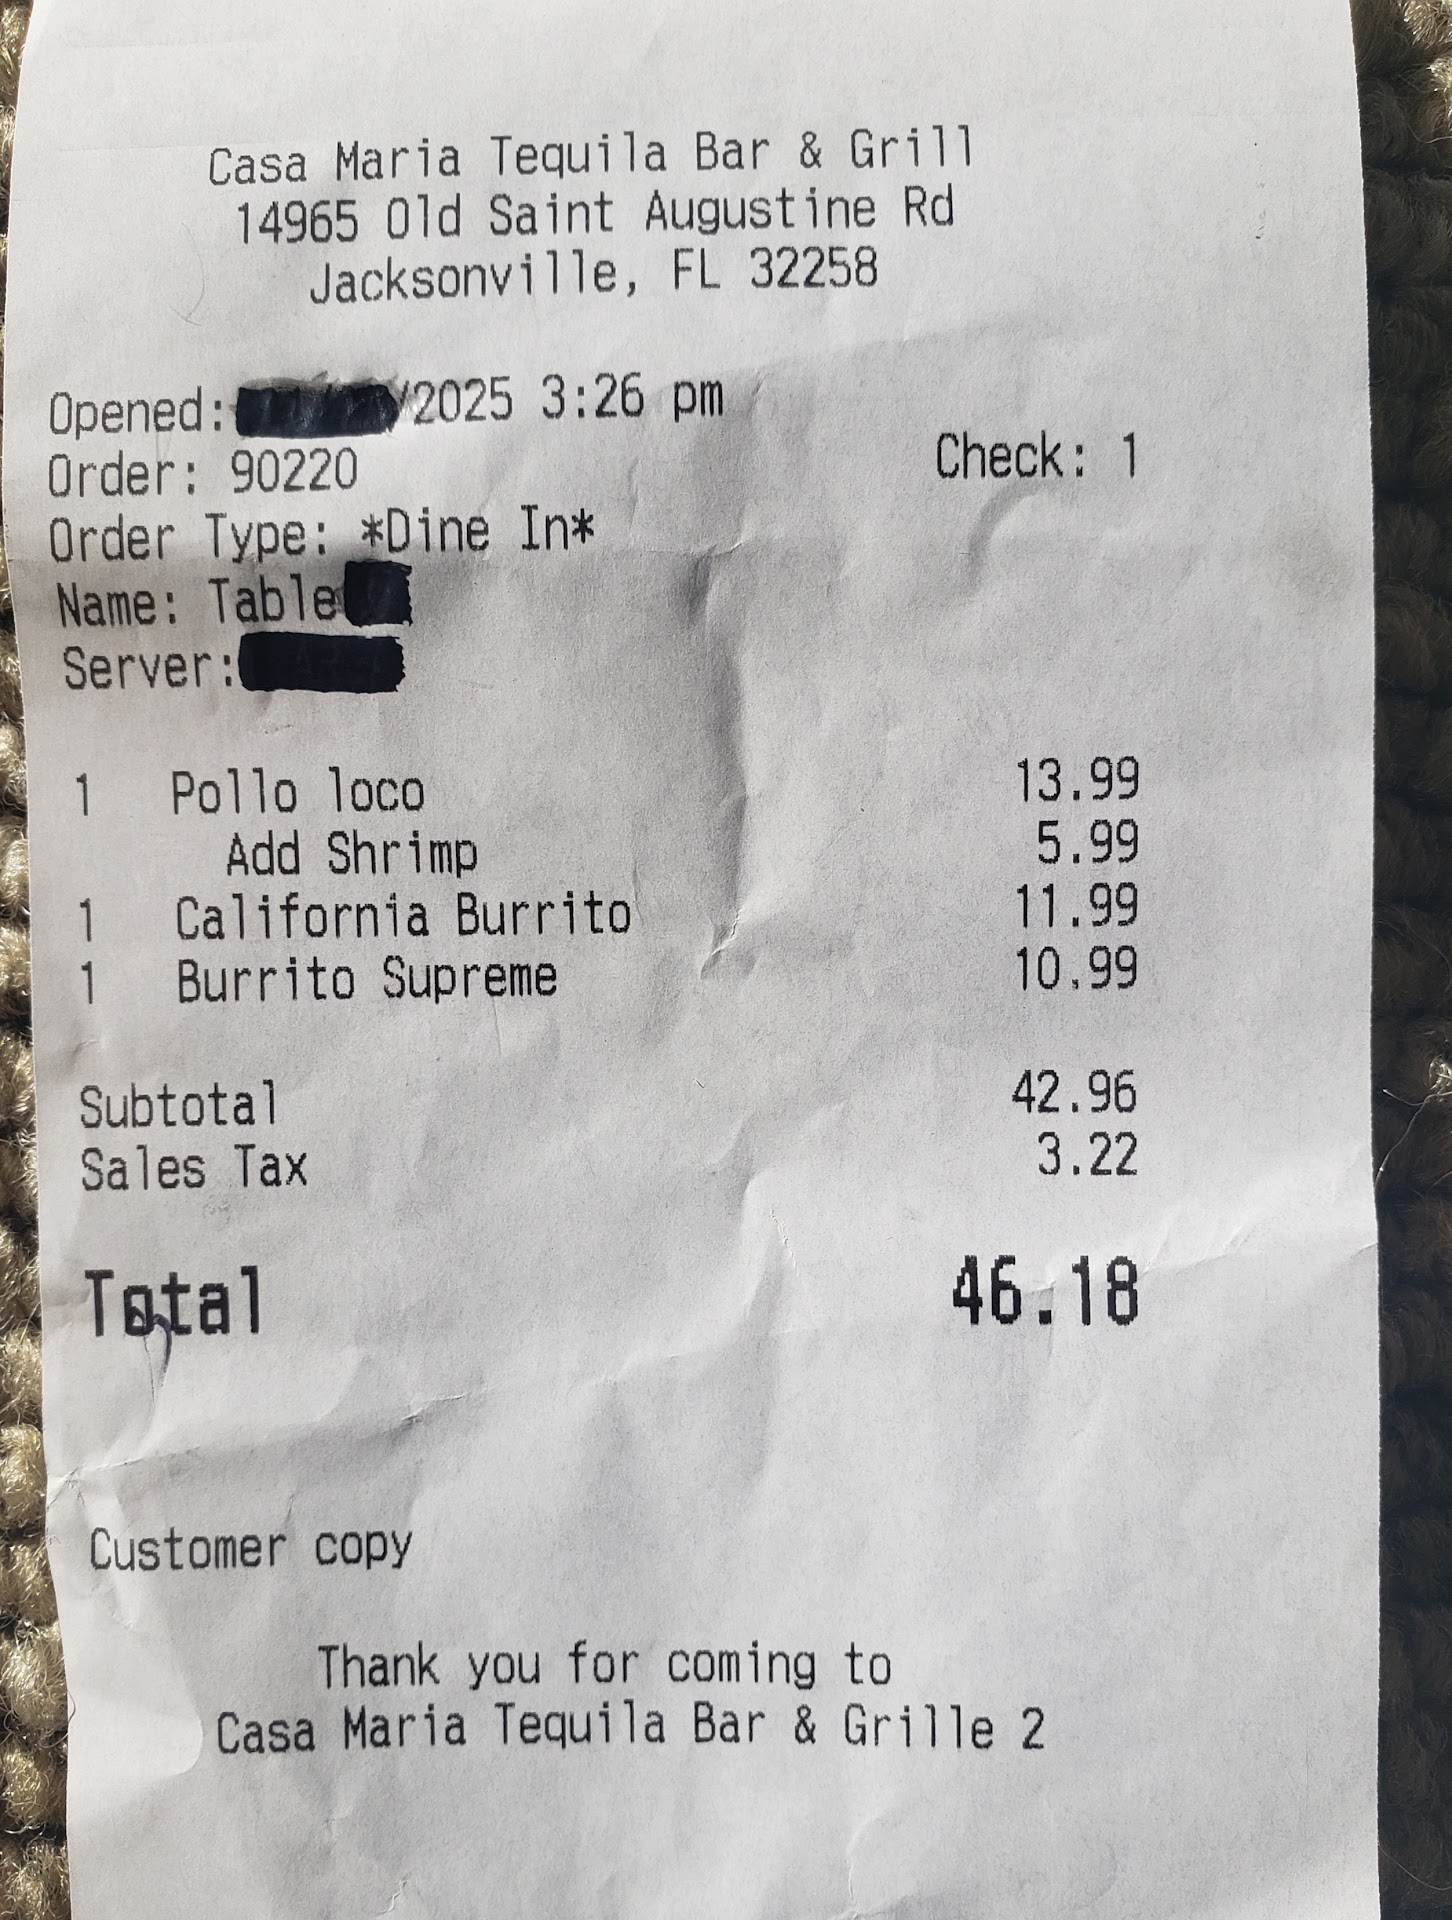 Casa Maria Tequila Bar & Grill
14965 Old Saint Augustine Rd
Jacksonville, FL 32258
Opened: /2025 3:26 pm
Order: 90220 Check: 1
Order Type: *Dine In*
Name: Table
Server:
1 Pollo loco 13.99
Add Shrimp 5.99
1 California Burrito 11.99
1 Burrito Supreme 10.99
Subtotal 42.96
Sales Tax 3.22
Total 46.18
Customer copy
Thank you for coming to
Casa Maria Tequila Bar & Grille 2